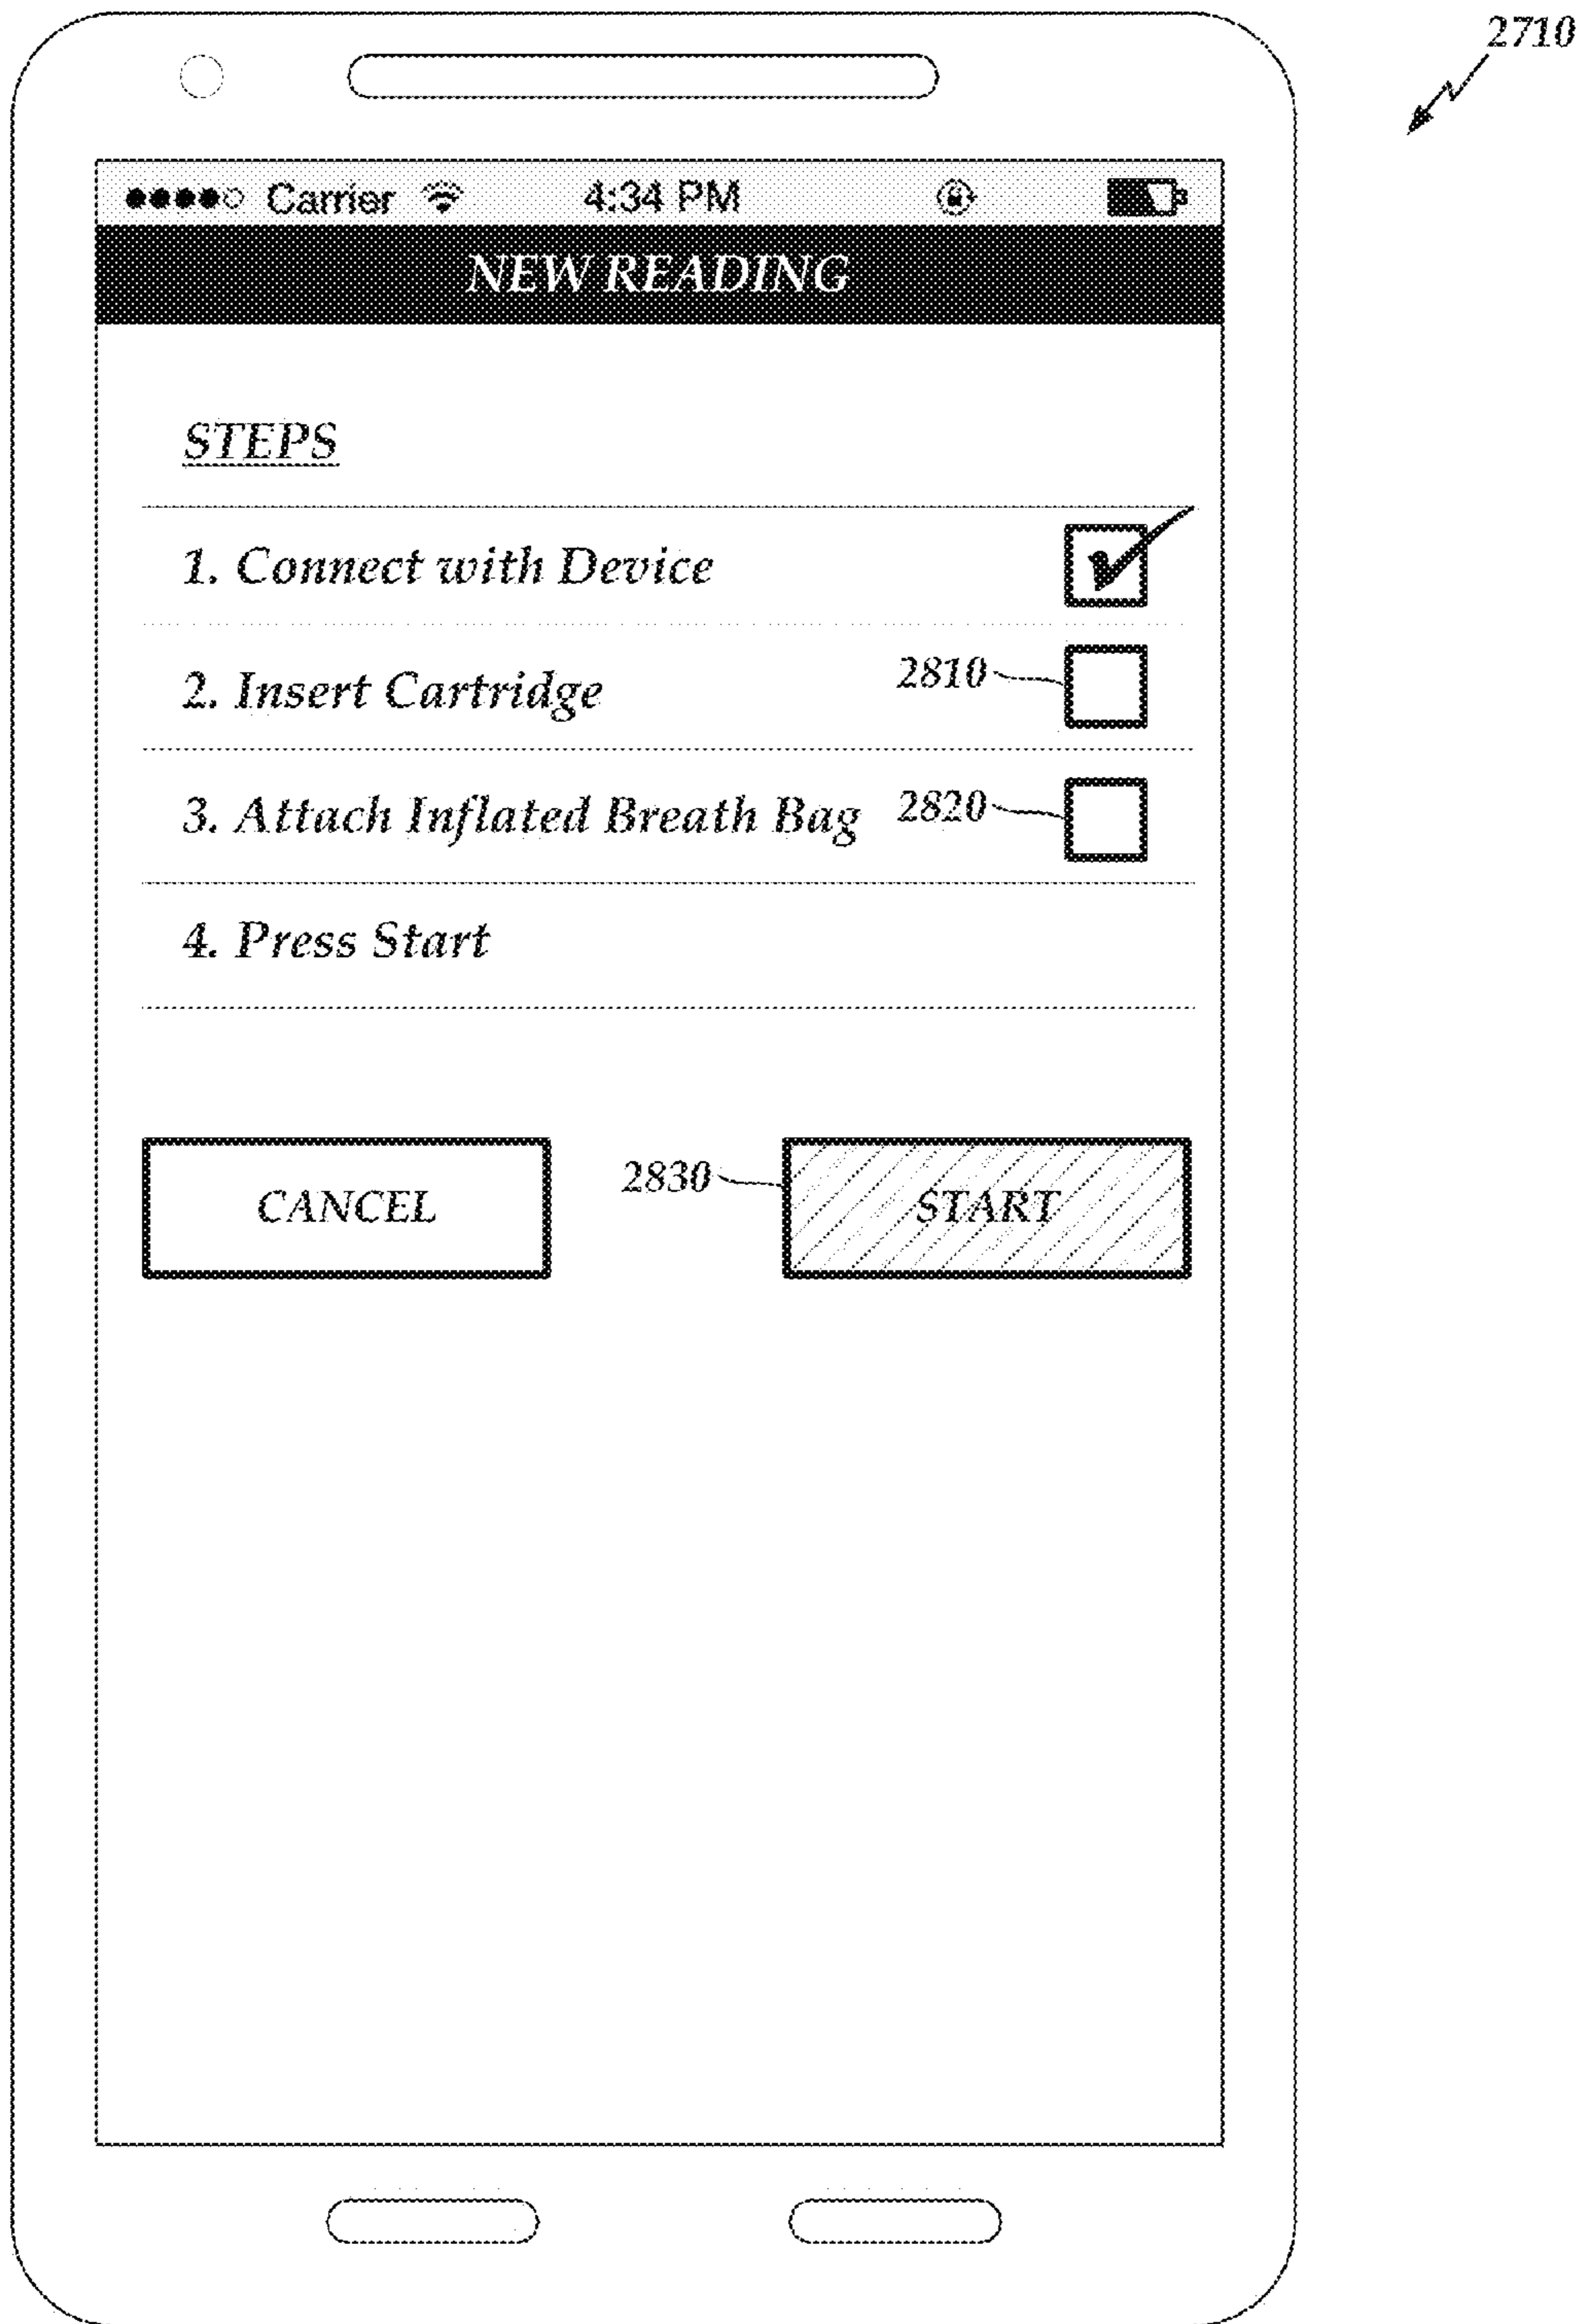 2710
Carrier 4:34 PM
NEW READING
STEPS
1. Connect with Device
2. Insert Cartridge 2810
3. Attach Inflated Breath Bag 2820
4. Press Start
CANCEL 2830 START